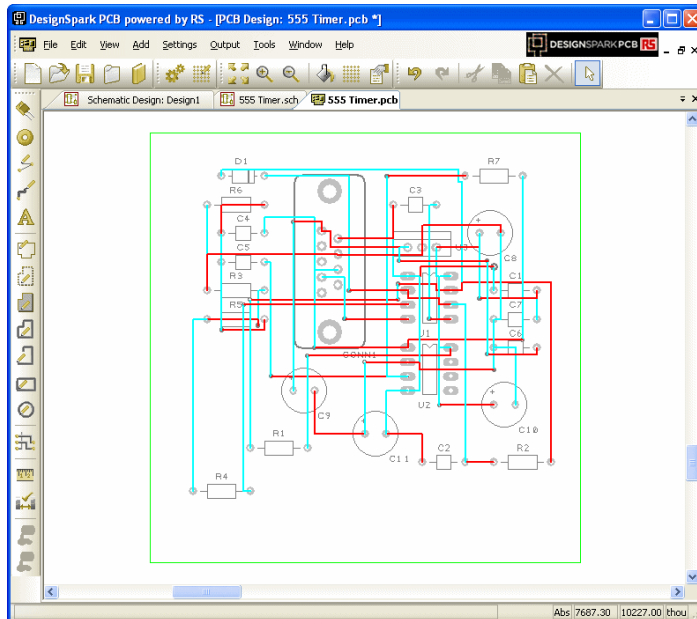 DesignSpark PCB powered by RS - [PCB Design: 555 Timer.pcb *]
File Edit View Add Settings Output Tools Window Help
DESIGNSPARK PCB RS
Schematic Design: Design1 555 Timer.sch 555 Timer.pcb
D1 R7
R6 C3
C4
U3
C5 C8
R3 C1
R5 C7
U1 C6
CONN1
U2
C9 C10
R1 C11 C2 R2
R4
Abs 7687.30 10227.00 thou